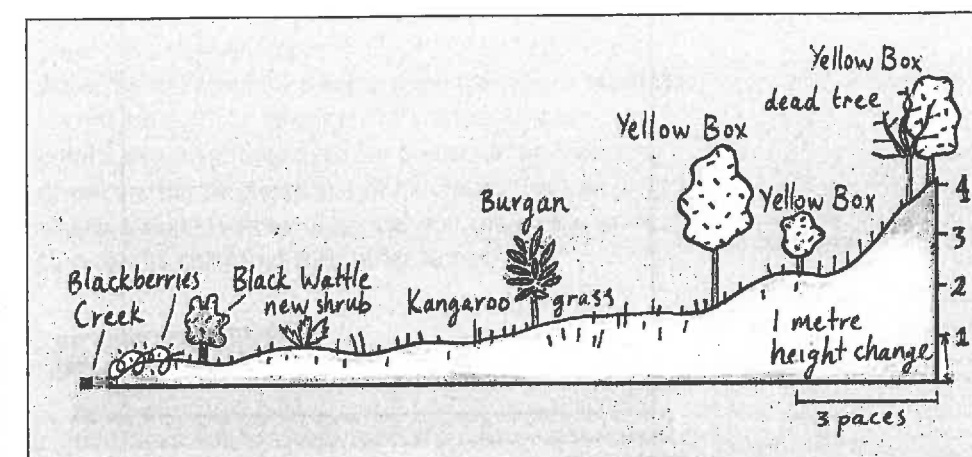 Yellow Box
dead tree
Yellow Box
Burgan
Yellow Box
Blackberries
Creek
Black Wattle
new shrub
Kangaroo grass
4
3
2
1
1 metre
height change
3 paces